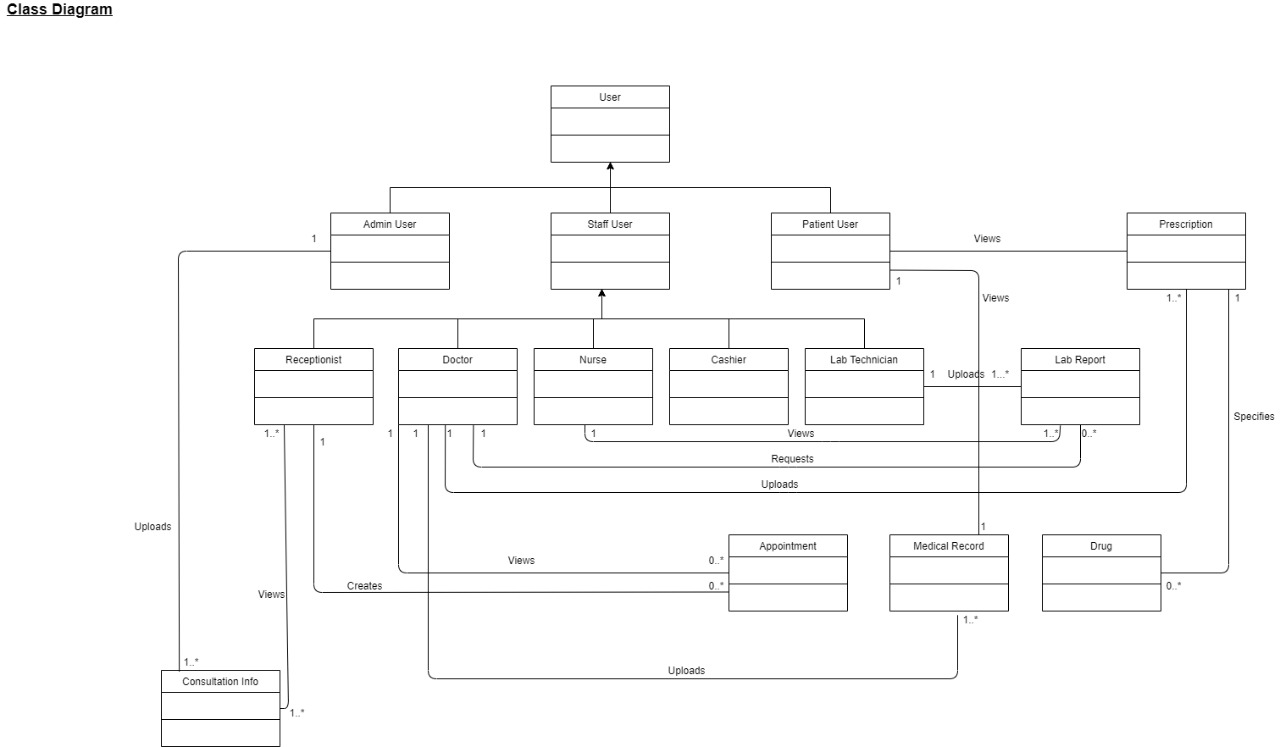 Class Diagram
User
Admin User
Staff User
Patient User
Prescription
1
Views
1
Views
1..*
1
Receptionist
Doctor
Nurse
Cashier
Lab Technician
Lab Report
1
Uploads
1...*
Specifies
1..*
1
1
1
1
1
1
Views
1..*
0..*
Requests
Uploads
Uploads
1
Appointment
Medical Record
Drug
Views
0..*
Creates
0..*
0..*
Views
1..*
Uploads
1..*
Consultation Info
1..*